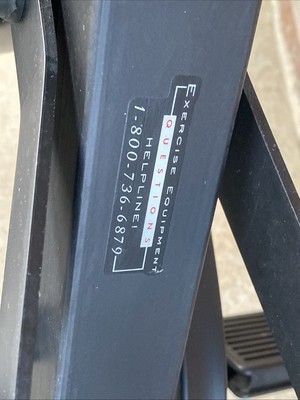 EXERCISE EQUIPMENT
QUESTIONS
HELPLINE!
1-800-736-6879